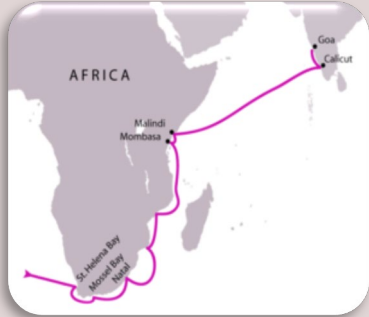 Goa
Calicut
AFRICA
Malindi
Mombasa
St. Helena Bay
Mossel Bay
Natal